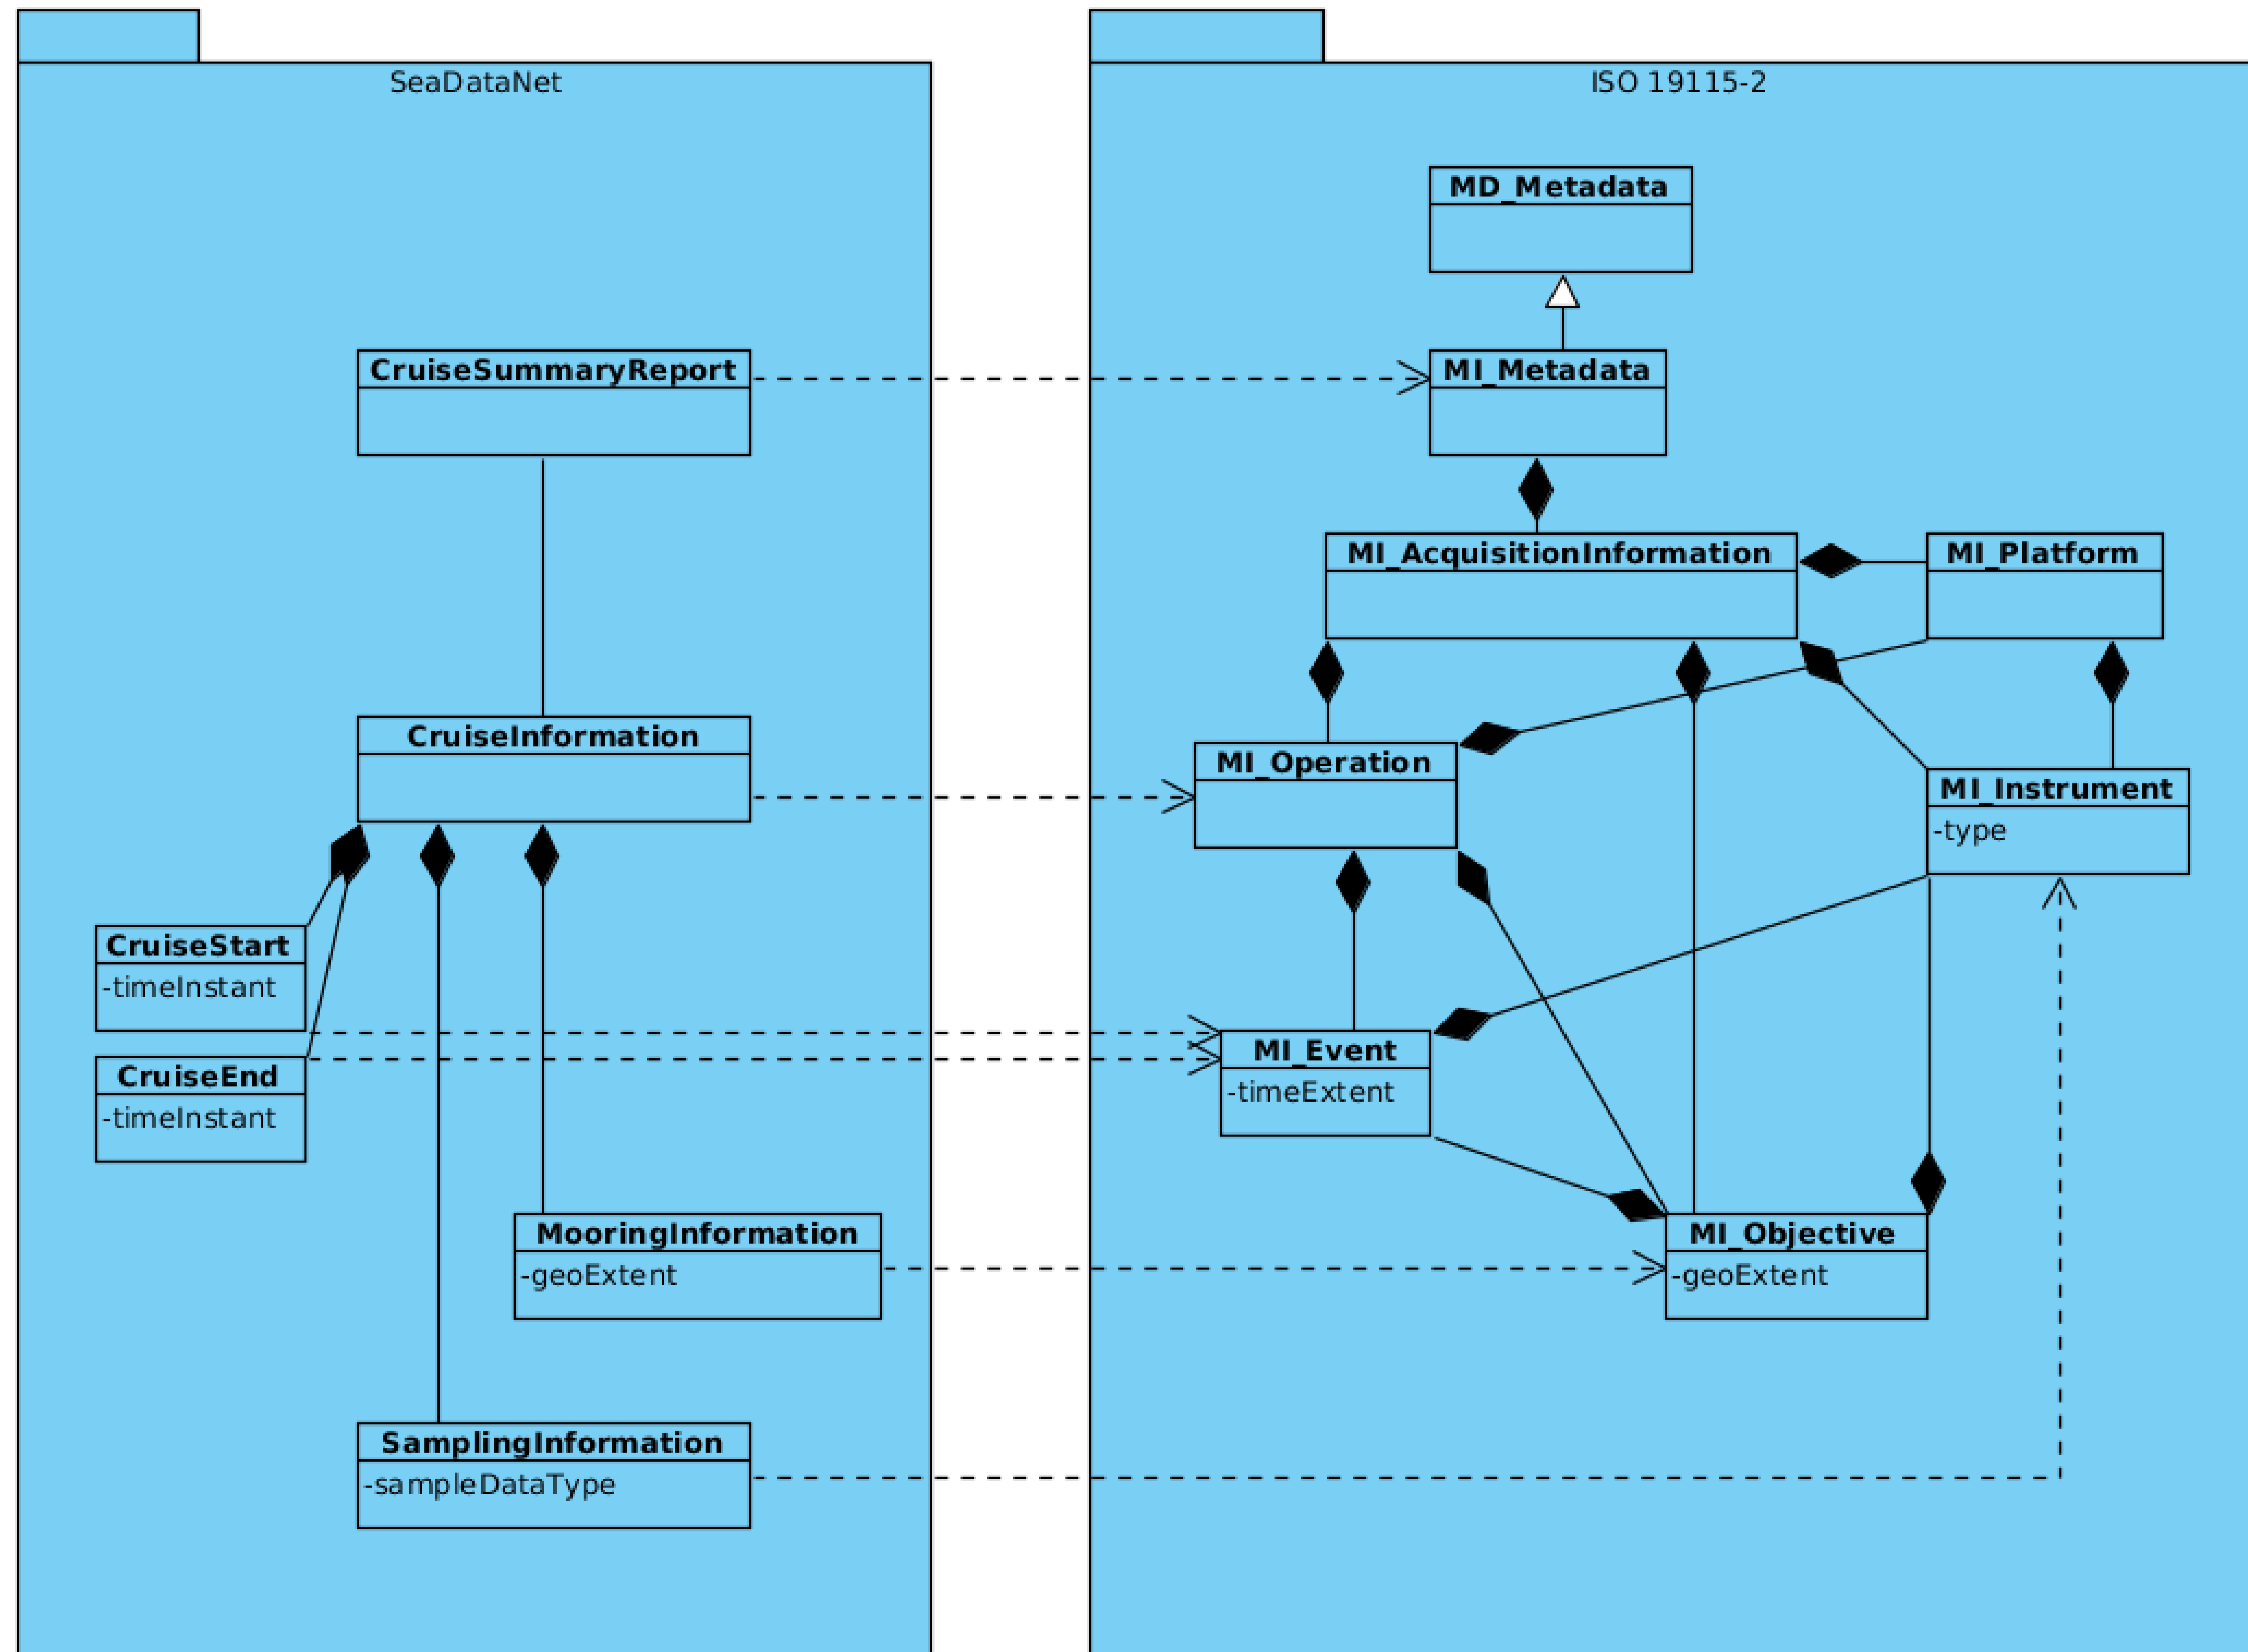 SeaDataNet
CruiseSummaryReport
CruiseInformation
CruiseStart
-timeInstant
CruiseEnd
-timeInstant
MooringInformation
-geoExtent
SamplingInformation
-sampleDataType
ISO 19115-2
MD_Metadata
MI_Metadata
MI_AcquisitionInformation
MI_Platform
MI_Operation
MI_Instrument
-type
MI_Event
-timeExtent
MI_Objective
-geoExtent